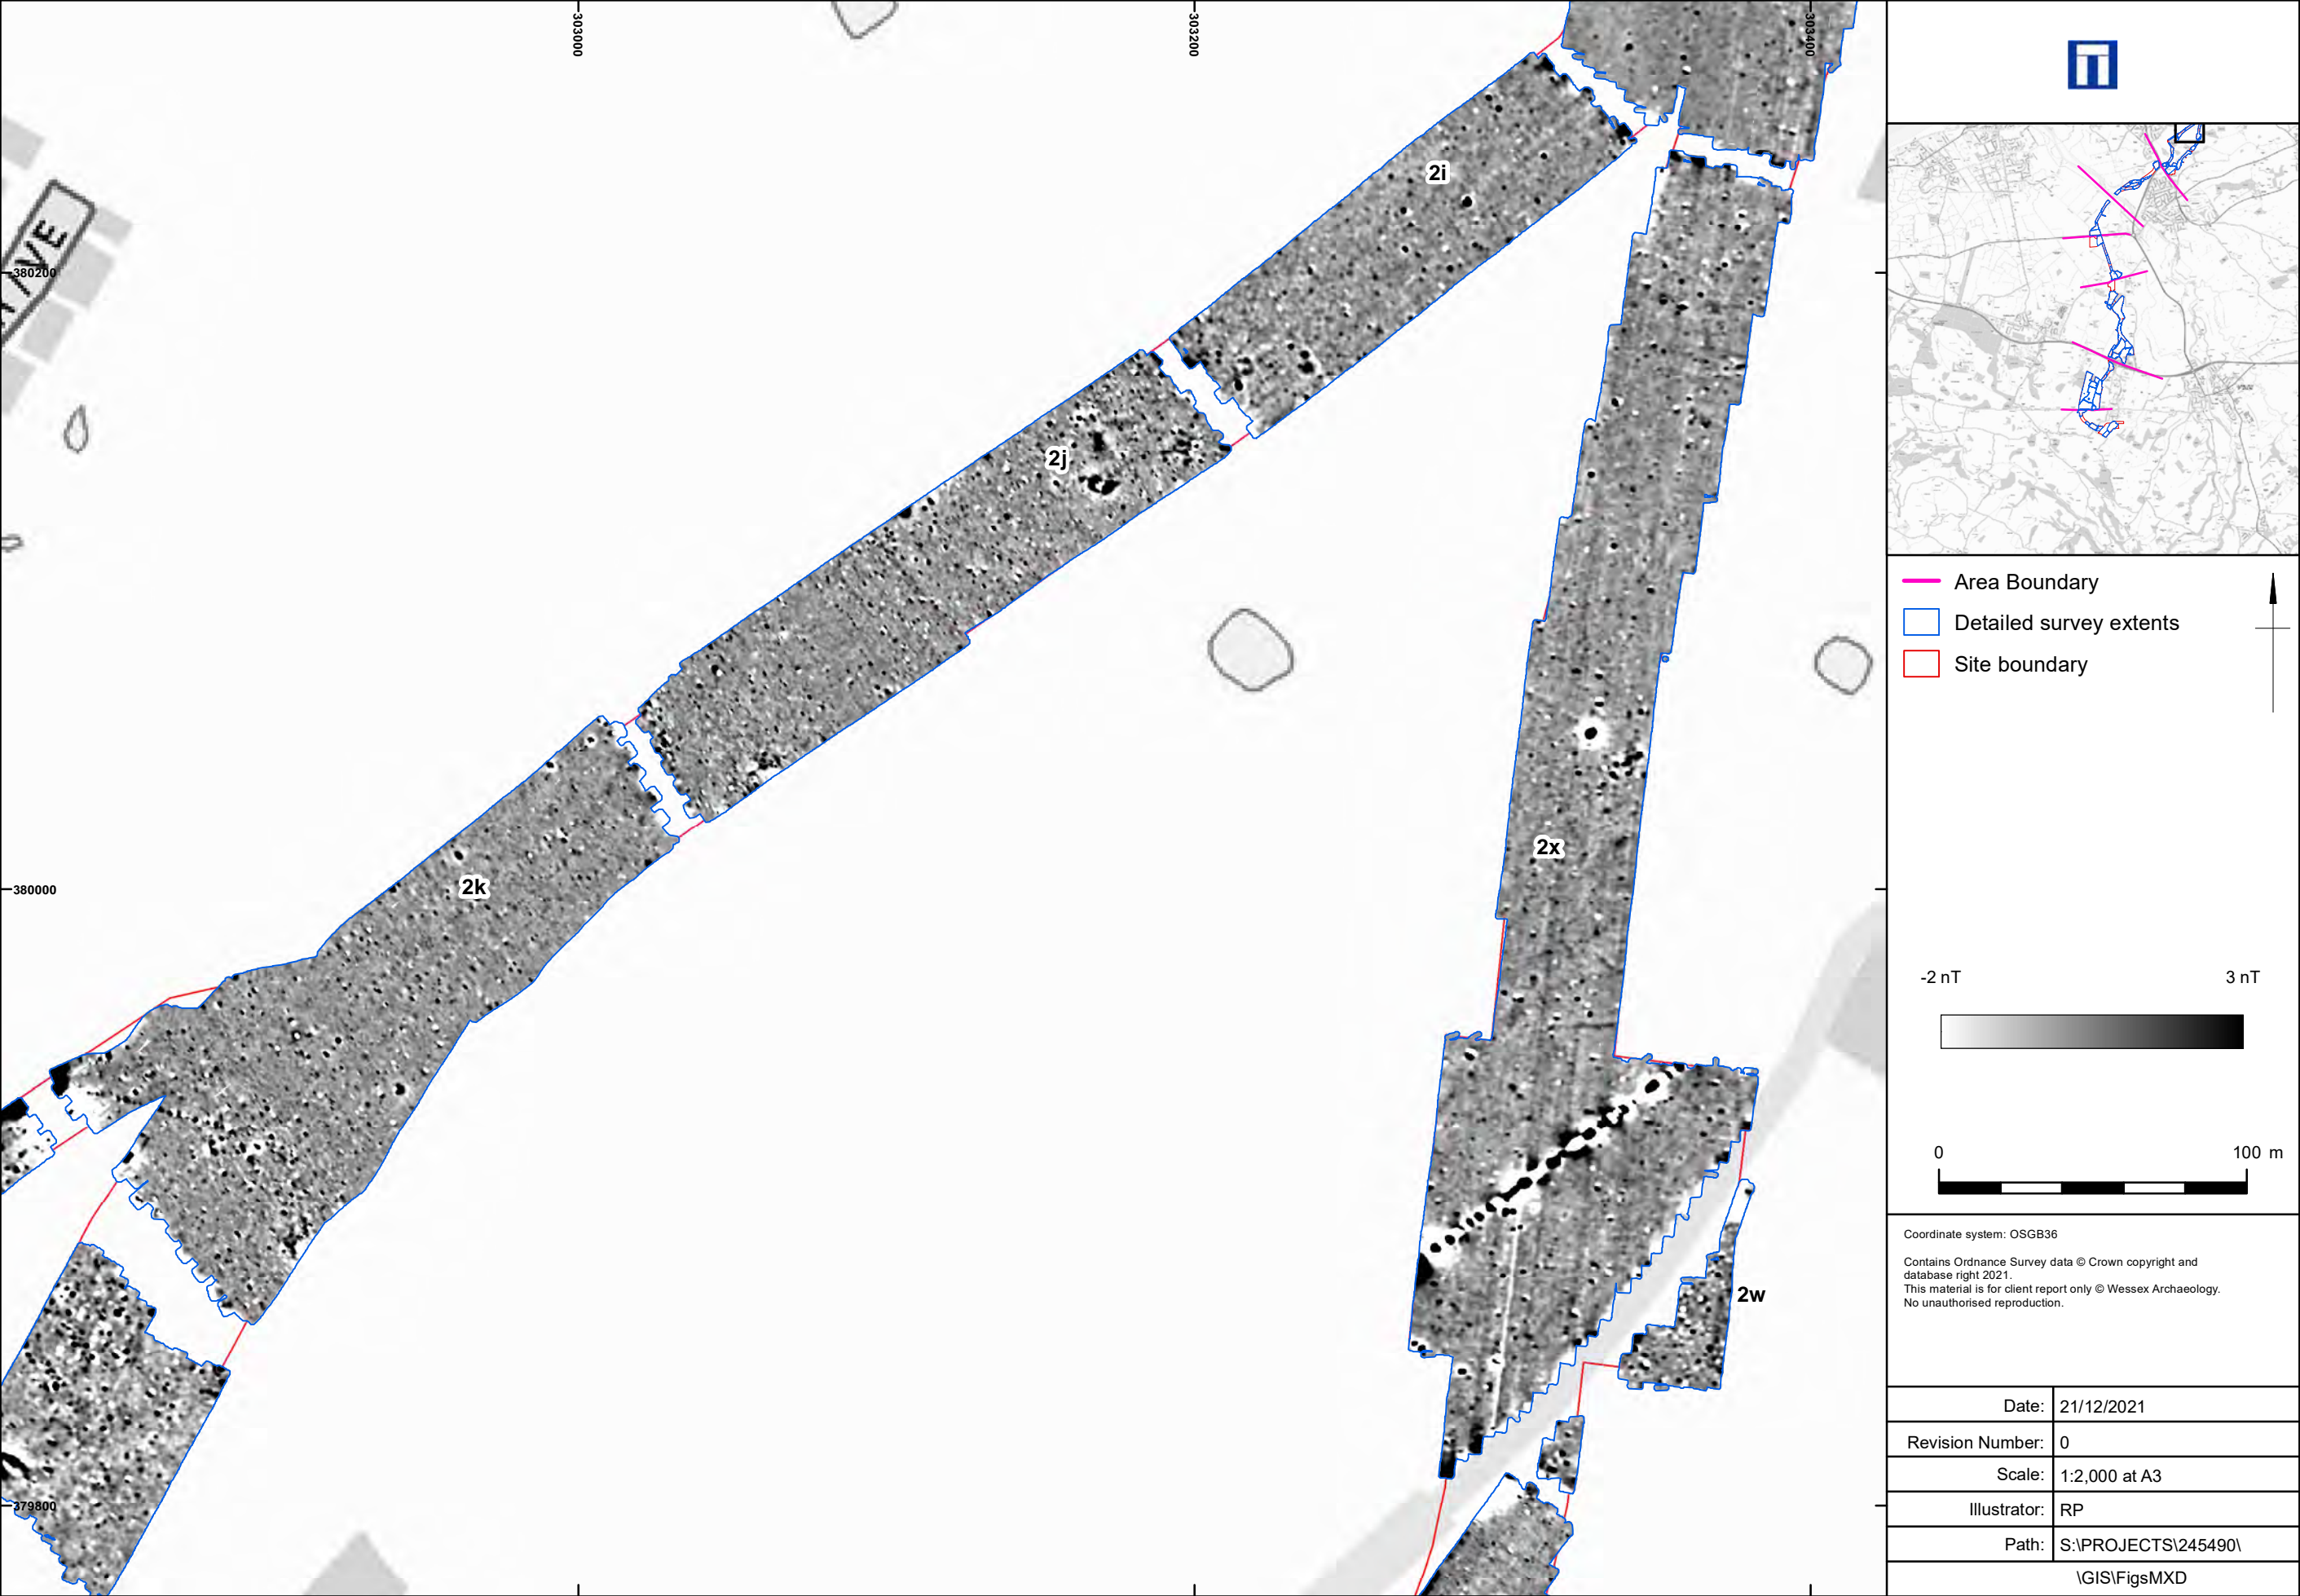 303000
303200
303400
380200
380000
379800
/VE
2i
2j
2k
2x
2w
Area Boundary
Detailed survey extents
Site boundary
-2 nT
3 nT
0
100 m
Coordinate system: OSGB36
Contains Ordnance Survey data © Crown copyright and
database right 2021.
This material is for client report only © Wessex Archaeology.
No unauthorised reproduction.
Date: 21/12/2021
Revision Number: 0
Scale: 1:2,000 at A3
Illustrator: RP
Path: S:\PROJECTS\245490\
\GIS\FigsMXD